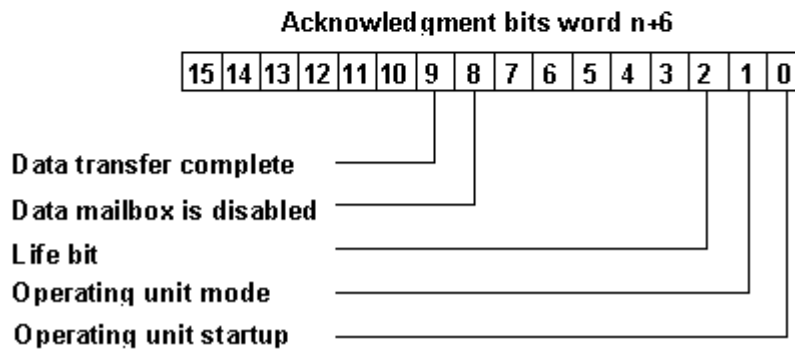 Acknowledgment bits word n+6
15 14 13 12 11 10 9 8 7 6 5 4 3 2 1 0
Data transfer complete
Data mailbox is disabled
Life bit
Operating unit mode
Operating unit startup